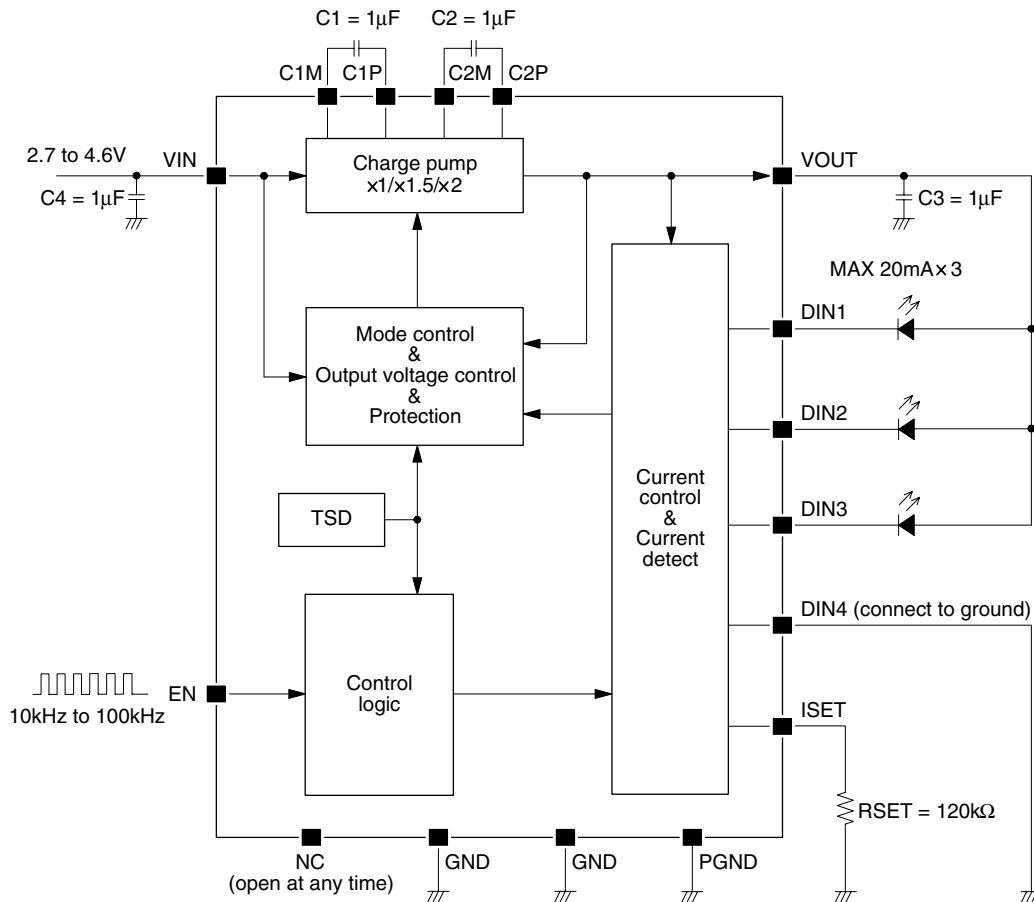 C1 = 1μF
C2 = 1μF
C1M
C1P
C2M
C2P
2.7 to 4.6V
VIN
C4 = 1μF
Charge pump
×1/×1.5/×2
VOUT
C3 = 1μF
MAX 20mA×3
DIN1
Mode control
&
Output voltage control
&
Protection
DIN2
TSD
Current
control
&
Current
detect
DIN3
DIN4 (connect to ground)
EN
10kHz to 100kHz
Control
logic
ISET
RSET = 120kΩ
NC
(open at any time)
GND
GND
PGND